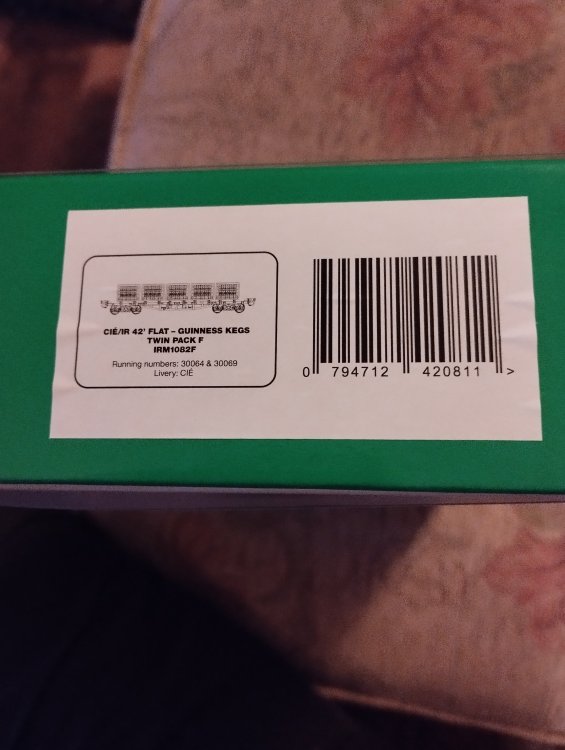 CIÉ/IR 42' FLAT – GUINNESS KEGS
TWIN PACK F
IRM1082F
Running numbers: 30064 & 30069
Livery: CIÉ
0 794712 420811 >